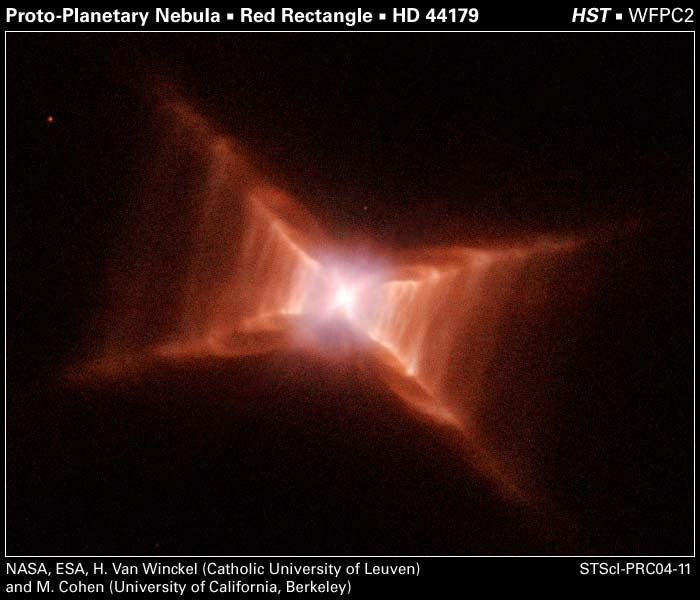 Proto-Planetary Nebula ▪ Red Rectangle ▪ HD 44179 HST ▪ WFPC2
NASA, ESA, H. Van Winckel (Catholic University of Leuven) STScI-PRC04-11
and M. Cohen (University of California, Berkeley)